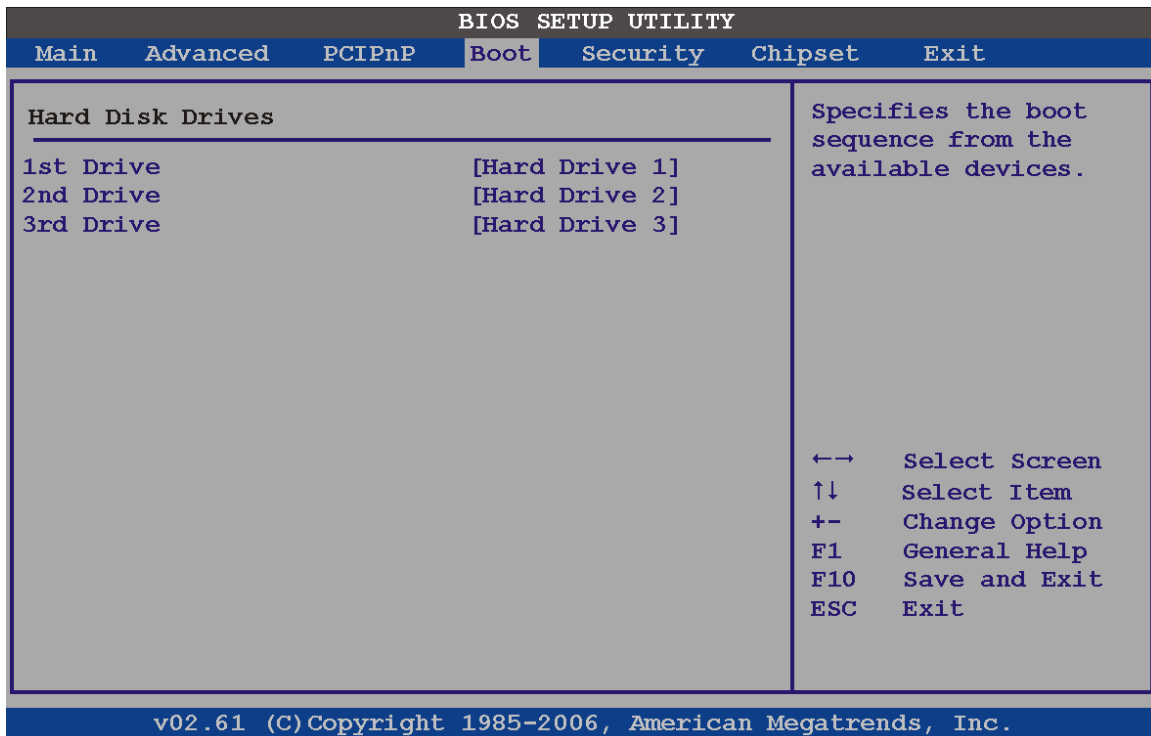 BIOS SETUP UTILITY
Main Advanced PCIPnP Boot Security Chipset Exit
Hard Disk Drives
1st Drive [Hard Drive 1]
2nd Drive [Hard Drive 2]
3rd Drive [Hard Drive 3]
Specifies the boot
sequence from the
available devices.
←→ Select Screen
↑↓ Select Item
+- Change Option
F1 General Help
F10 Save and Exit
ESC Exit
v02.61 (C)Copyright 1985-2006, American Megatrends, Inc.